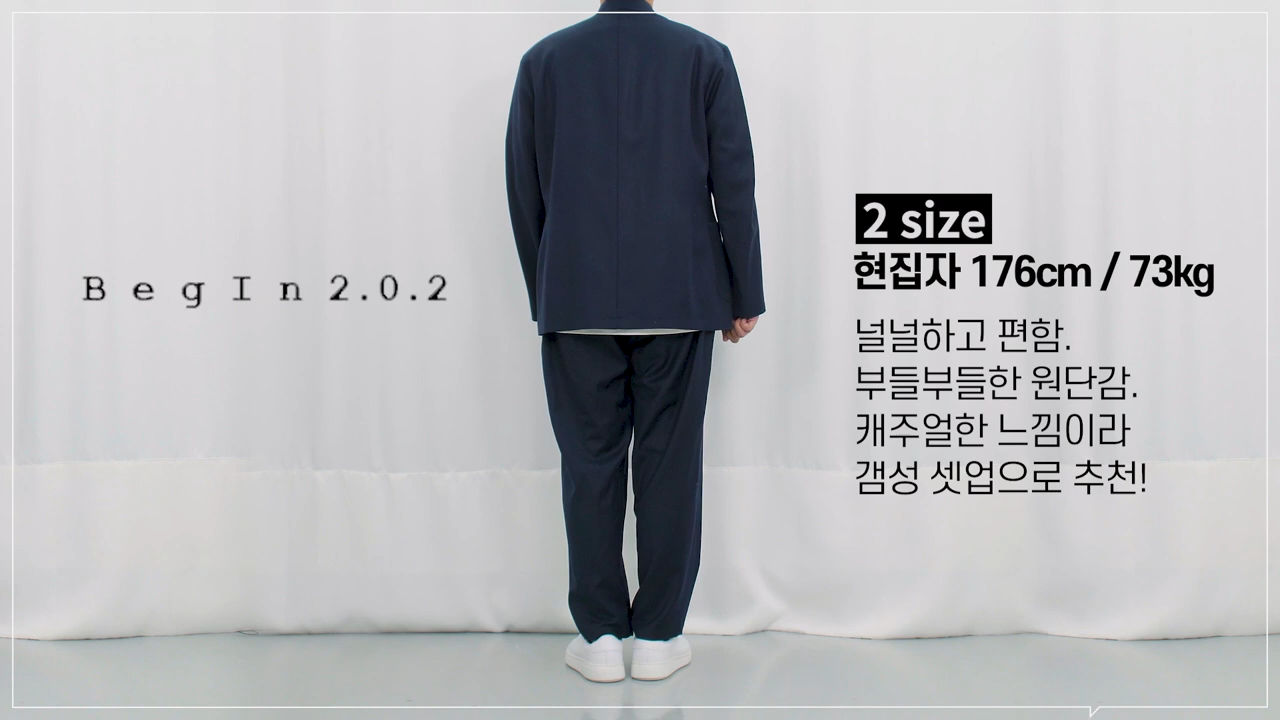 BegIn 2.0.2
2 size
현집자 176cm / 73kg
널널하고 편함.
부들부들한 원단감.
캐주얼한 느낌이라
갬성 셋업으로 추천!